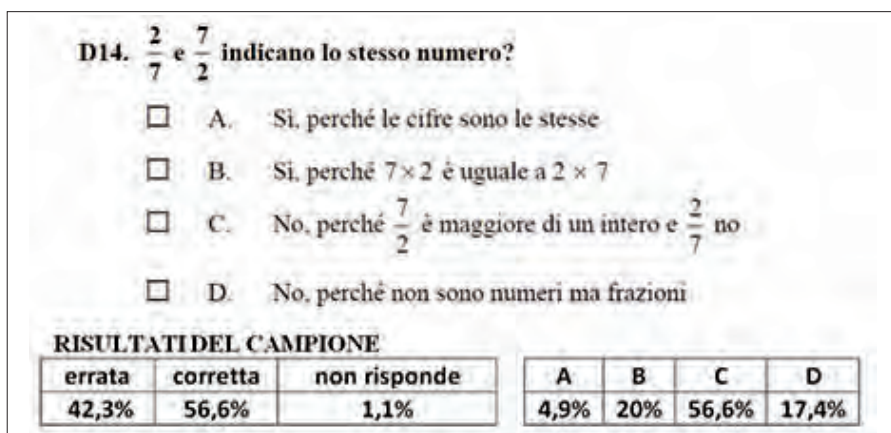 D14. 2/7 e 7/2 indicano lo stesso numero?
☐ A. Sì, perché le cifre sono le stesse
☐ B. Sì, perché 7 × 2 è uguale a 2 × 7
☐ C. No, perché 7/2 è maggiore di un intero e 2/7 no
☐ D. No, perché non sono numeri ma frazioni
RISULTATI DEL CAMPIONE
errata corretta non risponde A B C D
42,3% 56,6% 1,1% 4,9% 20% 56,6% 17,4%